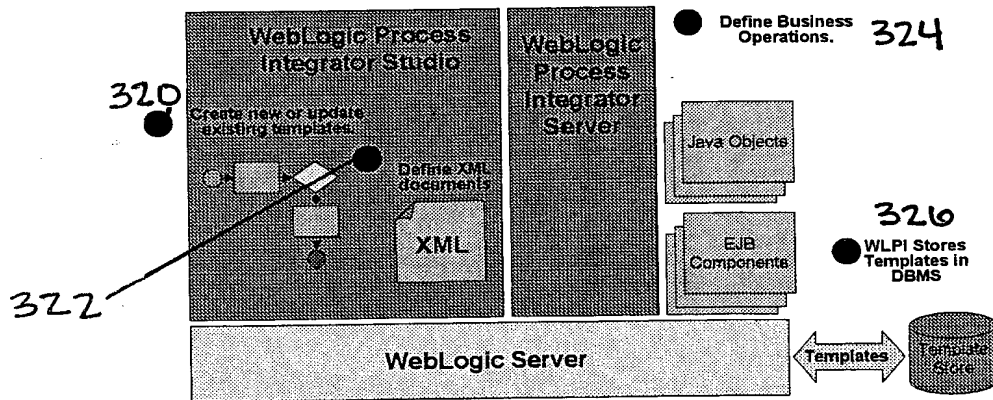 WebLogic Process
Integrator Studio
320
Create new or update
existing templates.
Define XML
documents
XML
322
WebLogic
Process
Integrator
Server
Define Business
Operations.
324
Java Objects
EJB
Components
326
WLPI Stores
Templates in
DBMS
WebLogic Server
Templates
Template
Store